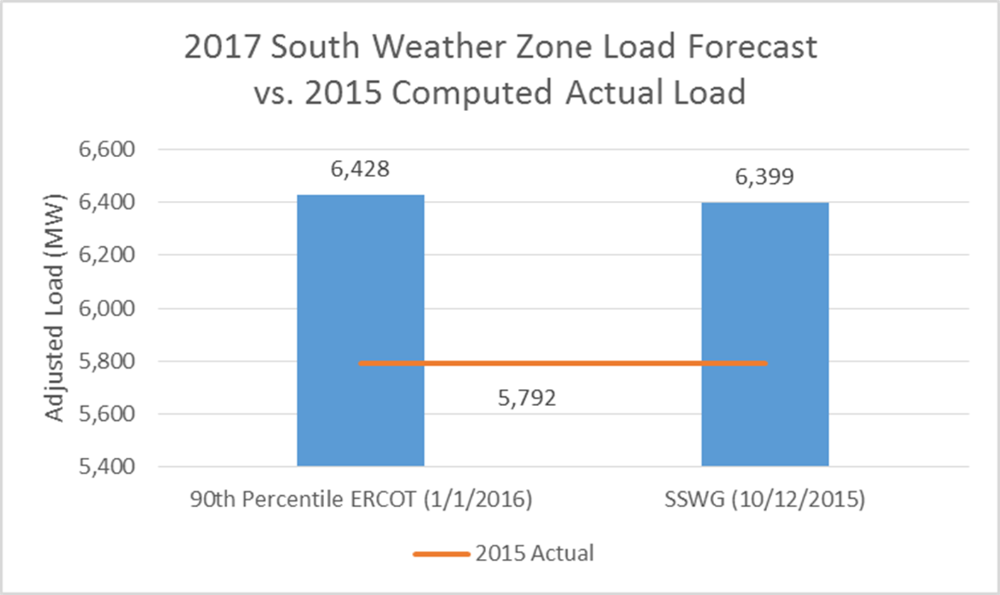 2017 South Weather Zone Load Forecast
vs. 2015 Computed Actual Load
Adjusted Load (MW)
6,600
6,400
6,200
6,000
5,800
5,600
5,400
6,428
6,399
5,792
90th Percentile ERCOT (1/1/2016)
SSWG (10/12/2015)
2015 Actual